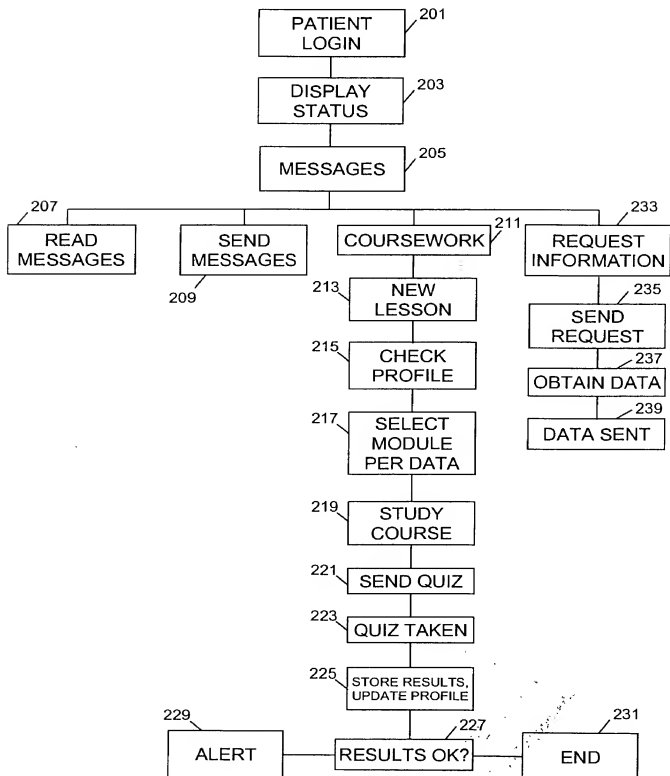 201
PATIENT
LOGIN
203
DISPLAY
STATUS
205
MESSAGES
207
READ
MESSAGES
SEND
MESSAGES
209
211
COURSEWORK
233
REQUEST
INFORMATION
213
NEW
LESSON
235
SEND
REQUEST
215
CHECK
PROFILE
237
OBTAIN DATA
217
SELECT
MODULE
PER DATA
239
DATA SENT
219
STUDY
COURSE
221
SEND QUIZ
223
QUIZ TAKEN
225
STORE RESULTS,
UPDATE PROFILE
229
ALERT
227
RESULTS OK?
231
END